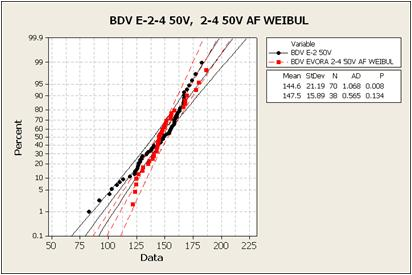 BDV E-2-4 50V, 2-4 50V AF WEIBUL
99.9
99
95
90
80
70
60
50
40
30
20
10
5
1
0.1
Percent
50 75 100 125 150 175 200 225
Data
Variable
BDV E-2 50V
BDV EVORA 2-4 50V AF WEIBUL
Mean StDev N AD P
144.6 21.19 70 1.068 0.008
147.5 15.89 38 0.565 0.134